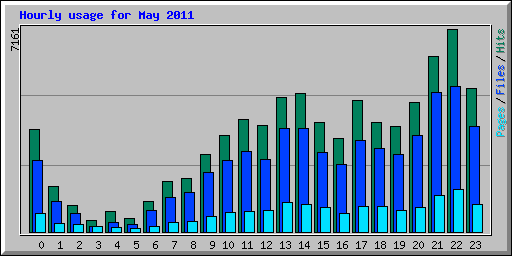 Hourly usage for May 2011
7161
Pages/Files/Hits
0 1 2 3 4 5 6 7 8 9 10 11 12 13 14 15 16 17 18 19 20 21 22 23